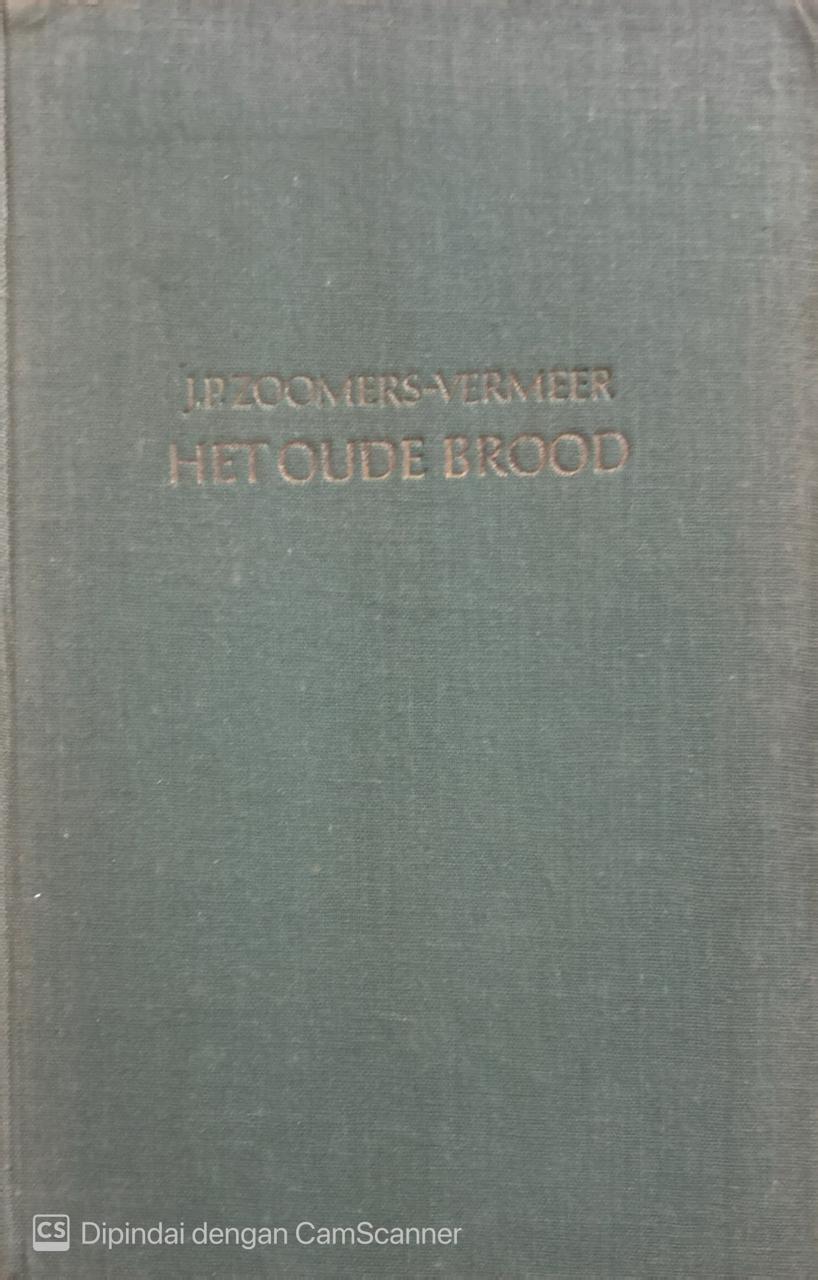 J.P. ZOOMERS-VERMEER
HET OUDE BROOD
CS Dipindai dengan CamScanner